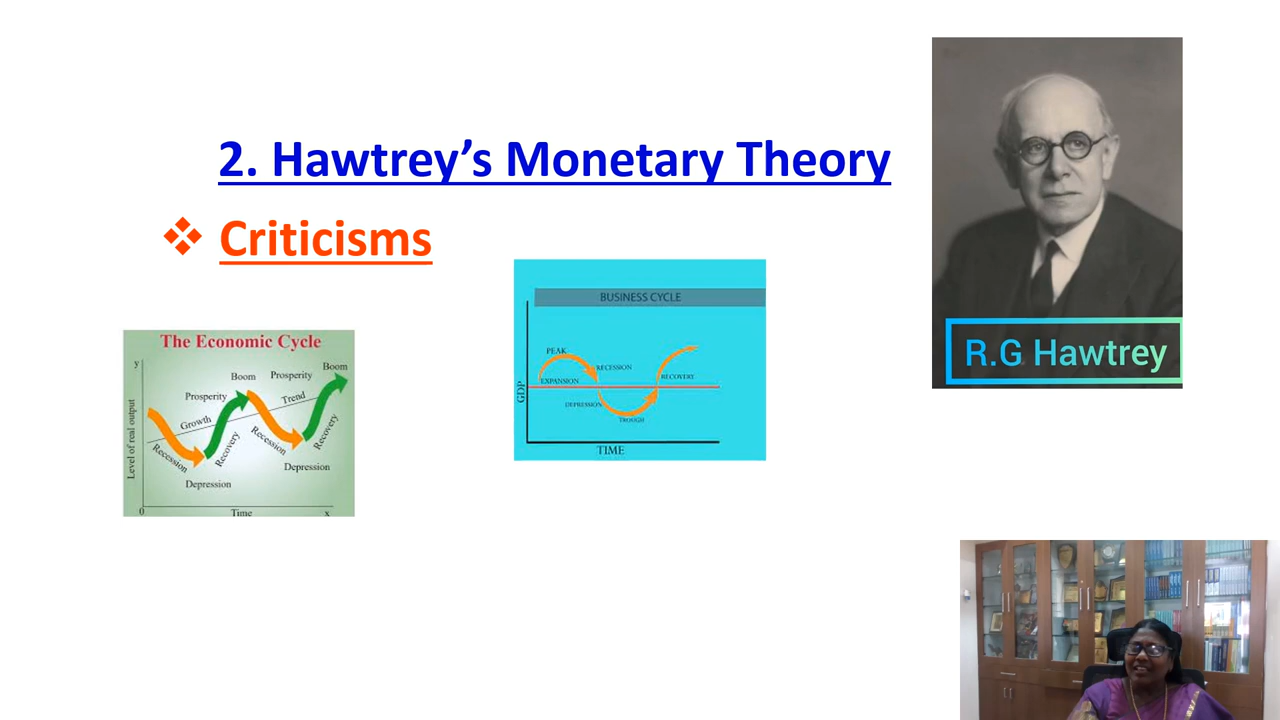 2. Hawtrey’s Monetary Theory
❖ Criticisms
R.G Hawtrey
The Economic Cycle
y
Boom
Prosperity
Boom
Prosperity
Trend
Growth
Level of real output
Recession
Recovery
Recession
Recovery
Depression
Depression
0
Time
x
BUSINESS CYCLE
PEAK
RECESSION
EXPANSION
RECOVERY
GDP
DEPRESSION
TROUGH
TIME